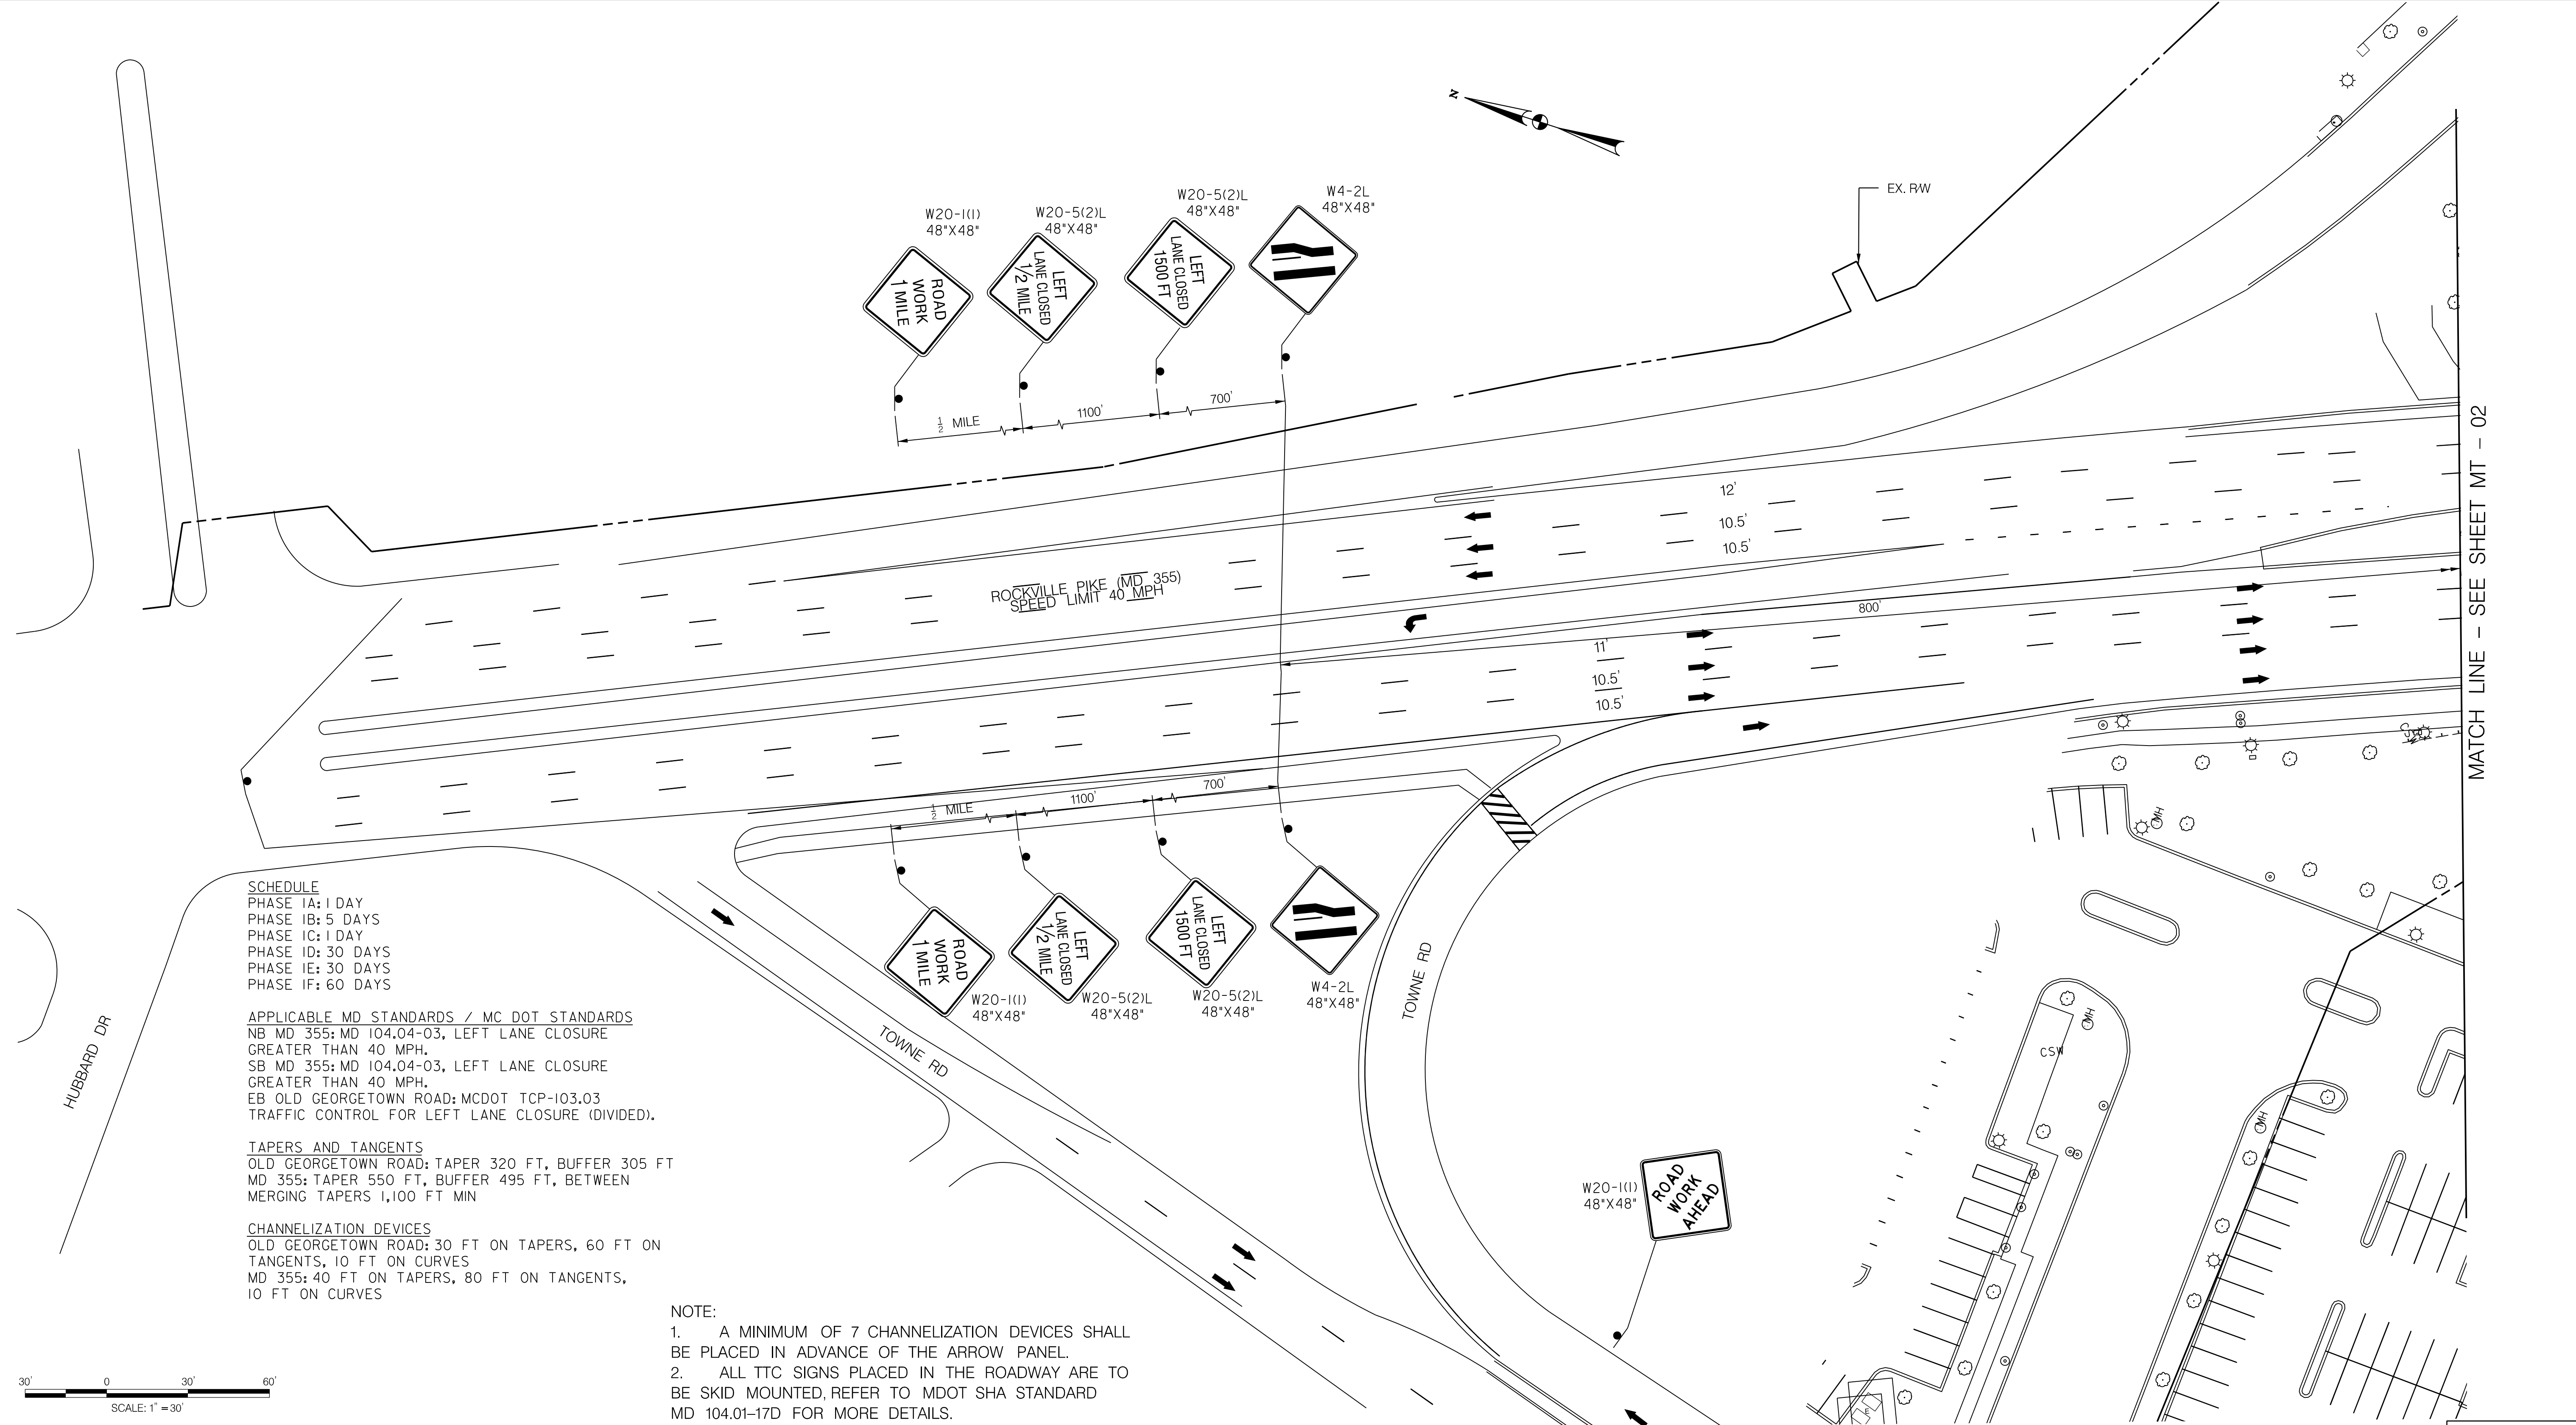 N
EX. R/W
W20-1(1)
48"X48"
W20-5(2)L
48"X48"
W20-5(2)L
48"X48"
W4-2L
48"X48"
ROAD
WORK
1 MILE
LEFT
LANE CLOSED
1/2 MILE
LEFT
LANE CLOSED
1500 FT
1/2 MILE
1100'
700'
MATCH LINE - SEE SHEET MT - 02
12'
10.5'
10.5'
ROCKVILLE PIKE (MD 355)
SPEED LIMIT 40 MPH
800'
11'
10.5'
10.5'
1/2 MILE
1100'
700'
ROAD
WORK
1 MILE
LEFT
LANE CLOSED
1/2 MILE
LEFT
LANE CLOSED
1500 FT
W20-1(1)
48"X48"
W20-5(2)L
48"X48"
W20-5(2)L
48"X48"
W4-2L
48"X48"
TOWNE RD
TOWNE RD
HUBBARD DR
MH
MH
MH
CSW
W20-1(1)
48"X48"
ROAD
WORK
AHEAD
E
SCHEDULE
PHASE 1A: 1 DAY
PHASE 1B: 5 DAYS
PHASE 1C: 1 DAY
PHASE 1D: 30 DAYS
PHASE 1E: 30 DAYS
PHASE 1F: 60 DAYS
APPLICABLE MD STANDARDS / MC DOT STANDARDS
NB MD 355: MD 104.04-03, LEFT LANE CLOSURE
GREATER THAN 40 MPH.
SB MD 355: MD 104.04-03, LEFT LANE CLOSURE
GREATER THAN 40 MPH.
EB OLD GEORGETOWN ROAD: MCDOT TCP-103.03
TRAFFIC CONTROL FOR LEFT LANE CLOSURE (DIVIDED).
TAPERS AND TANGENTS
OLD GEORGETOWN ROAD: TAPER 320 FT, BUFFER 305 FT
MD 355: TAPER 550 FT, BUFFER 495 FT, BETWEEN
MERGING TAPERS 1,100 FT MIN
CHANNELIZATION DEVICES
OLD GEORGETOWN ROAD: 30 FT ON TAPERS, 60 FT ON
TANGENTS, 10 FT ON CURVES
MD 355: 40 FT ON TAPERS, 80 FT ON TANGENTS,
10 FT ON CURVES
NOTE:
1. A MINIMUM OF 7 CHANNELIZATION DEVICES SHALL
BE PLACED IN ADVANCE OF THE ARROW PANEL.
2. ALL TTC SIGNS PLACED IN THE ROADWAY ARE TO
BE SKID MOUNTED, REFER TO MDOT SHA STANDARD
MD 104.01-17D FOR MORE DETAILS.
30' 0 30' 60'
SCALE: 1" = 30'